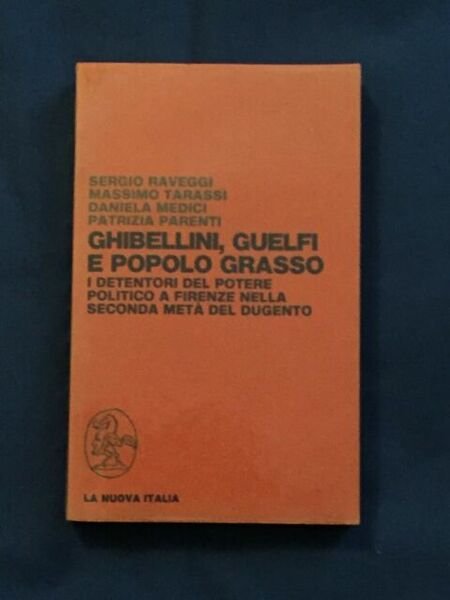 SERGIO RAVEGGI
MASSIMO TARASSI
DANIELA MEDICI
PATRIZIA PARENTI
GHIBELLINI, GUELFI
E POPOLO GRASSO
I DETENTORI DEL POTERE
POLITICO A FIRENZE NELLA
SECONDA METÀ DEL DUGENTO
LA NUOVA ITALIA